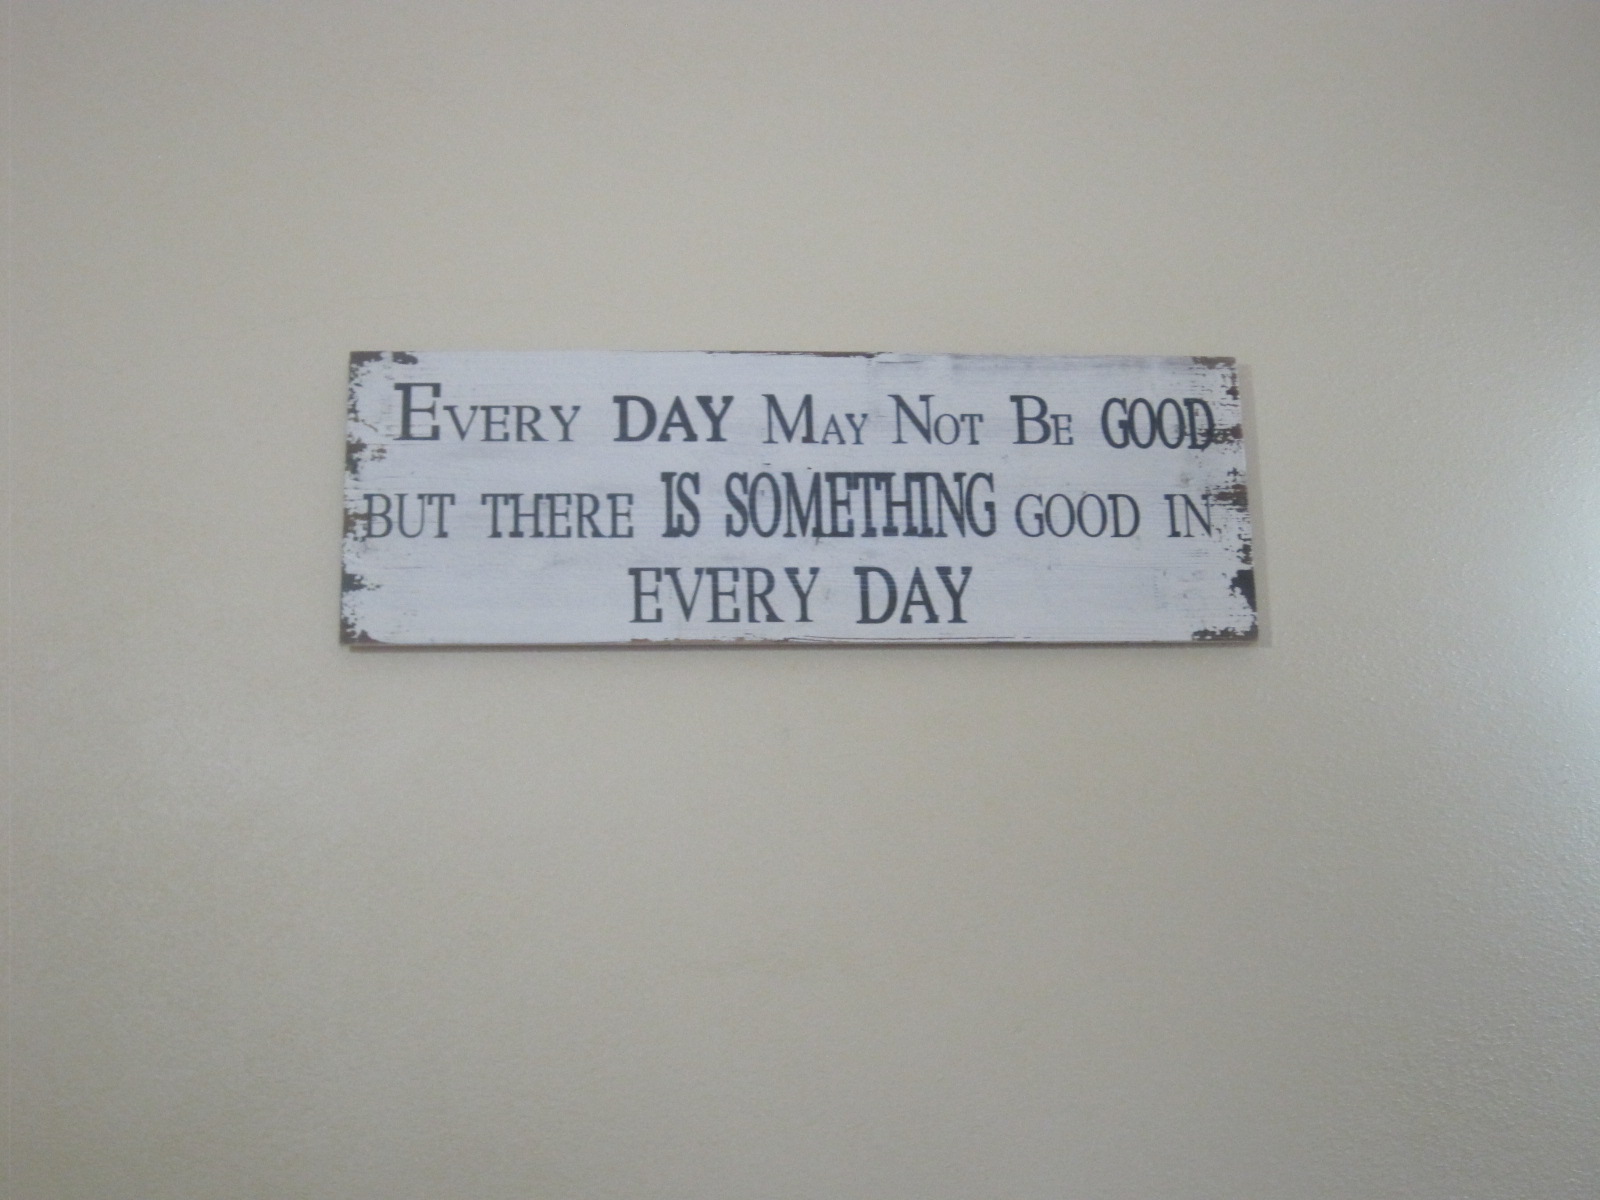 EVERY DAY MAY NOT BE GOOD
BUT THERE IS SOMETHING GOOD IN
EVERY DAY